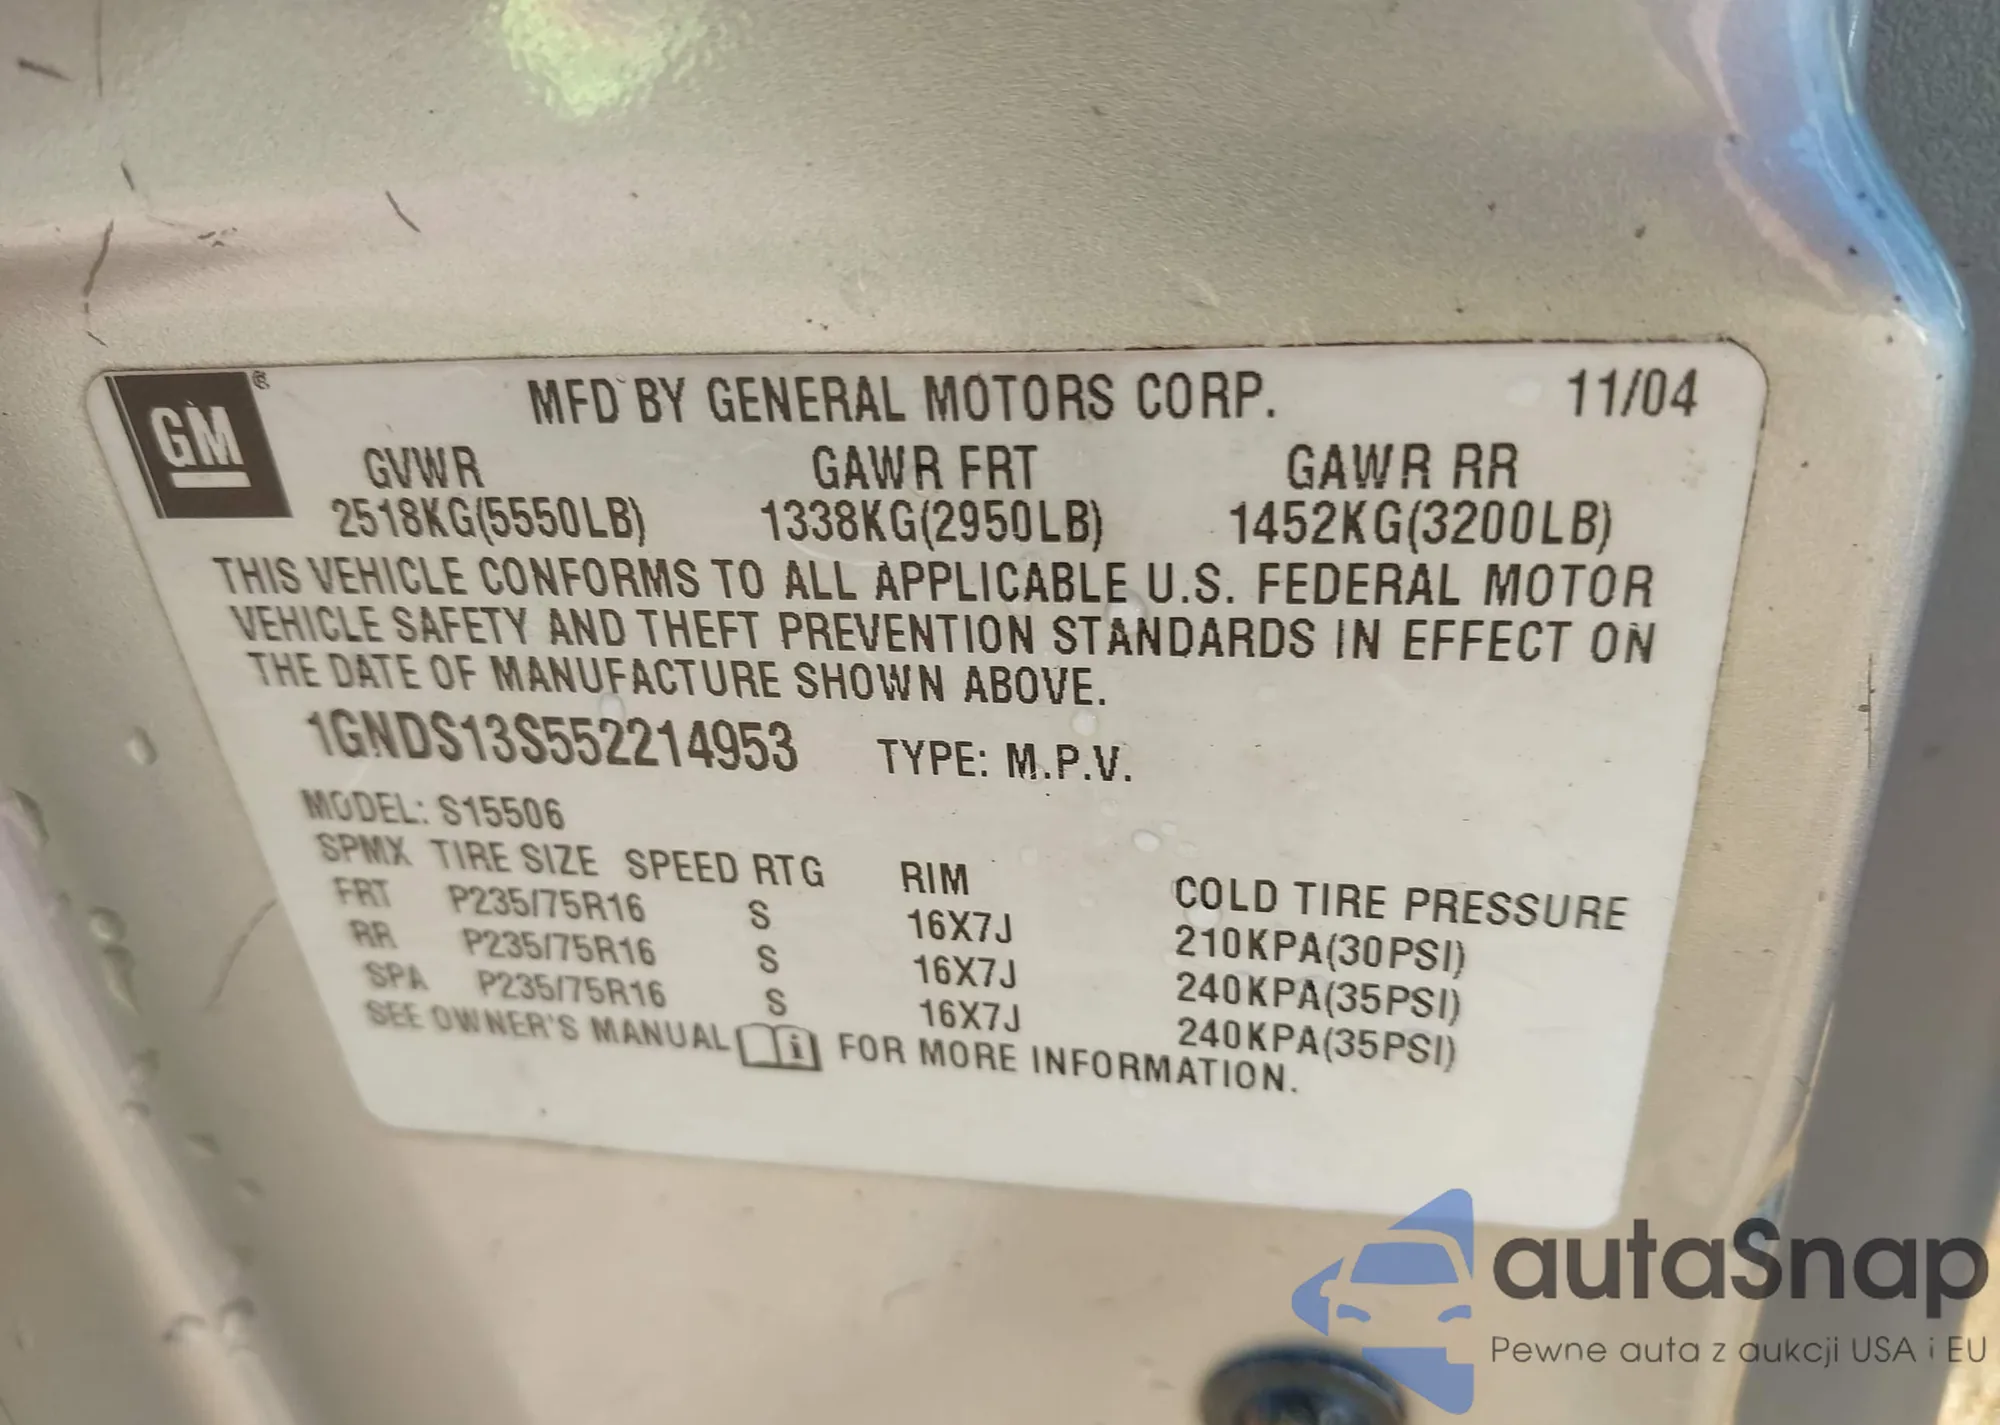 GM ®
MFD BY GENERAL MOTORS CORP. 11/04
GVWR GAWR FRT GAWR RR
2518KG(5550LB) 1338KG(2950LB) 1452KG(3200LB)
THIS VEHICLE CONFORMS TO ALL APPLICABLE U.S. FEDERAL MOTOR
VEHICLE SAFETY AND THEFT PREVENTION STANDARDS IN EFFECT ON
THE DATE OF MANUFACTURE SHOWN ABOVE.
1GNDS13S552214953 TYPE: M.P.V.
MODEL: S15506
SPMX TIRE SIZE SPEED RTG RIM COLD TIRE PRESSURE
FRT P235/75R16 S 16X7J 210KPA(30PSI)
RR P235/75R16 S 16X7J 240KPA(35PSI)
SPA P235/75R16 S 16X7J 240KPA(35PSI)
SEE OWNER'S MANUAL i FOR MORE INFORMATION.
autaSnap
Pewne auta z aukcji USA i EU